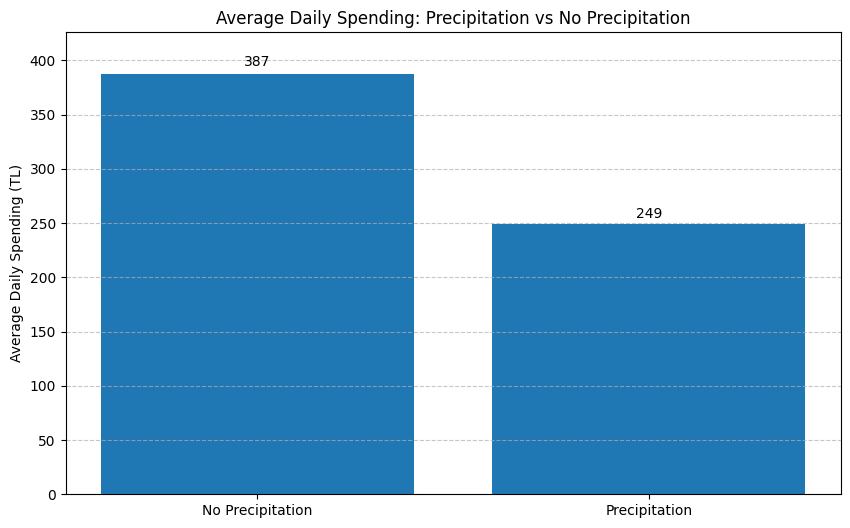 Average Daily Spending: Precipitation vs No Precipitation
Average Daily Spending (TL)
400
350
300
250
200
150
100
50
0
387
249
No Precipitation
Precipitation